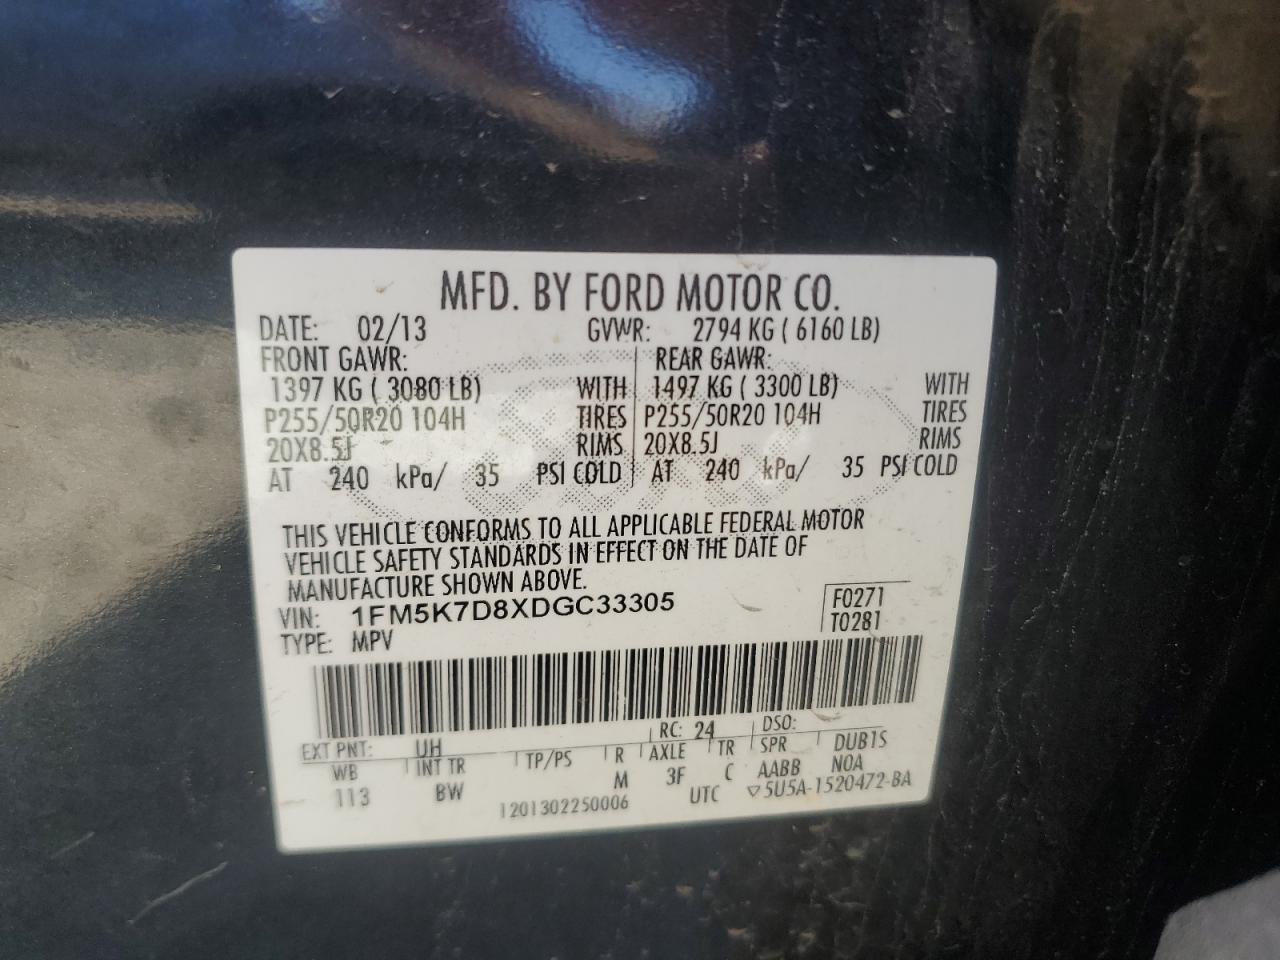 MFD. BY FORD MOTOR CO.
DATE: 02/13 GVWR: 2794 KG ( 6160 LB)
FRONT GAWR: REAR GAWR:
1397 KG ( 3080 LB) WITH 1497 KG ( 3300 LB) WITH
P255/50R20 104H TIRES P255/50R20 104H TIRES
20X8.5J RIMS 20X8.5J RIMS
AT 240 kPa/ 35 PSI COLD AT 240 kPa/ 35 PSI COLD
THIS VEHICLE CONFORMS TO ALL APPLICABLE FEDERAL MOTOR
VEHICLE SAFETY STANDARDS IN EFFECT ON THE DATE OF
MANUFACTURE SHOWN ABOVE.
VIN: 1FM5K7D8XDGC33305 F0271
TYPE: MPV T0281
EXT PNT: UH RC: 24 DSO:
WB INT TR TP/PS R AXLE TR SPR DUB1S
113 BW M 3F C AABB NOA
1201302250006 UTC ▽5U5A-1520472-BA